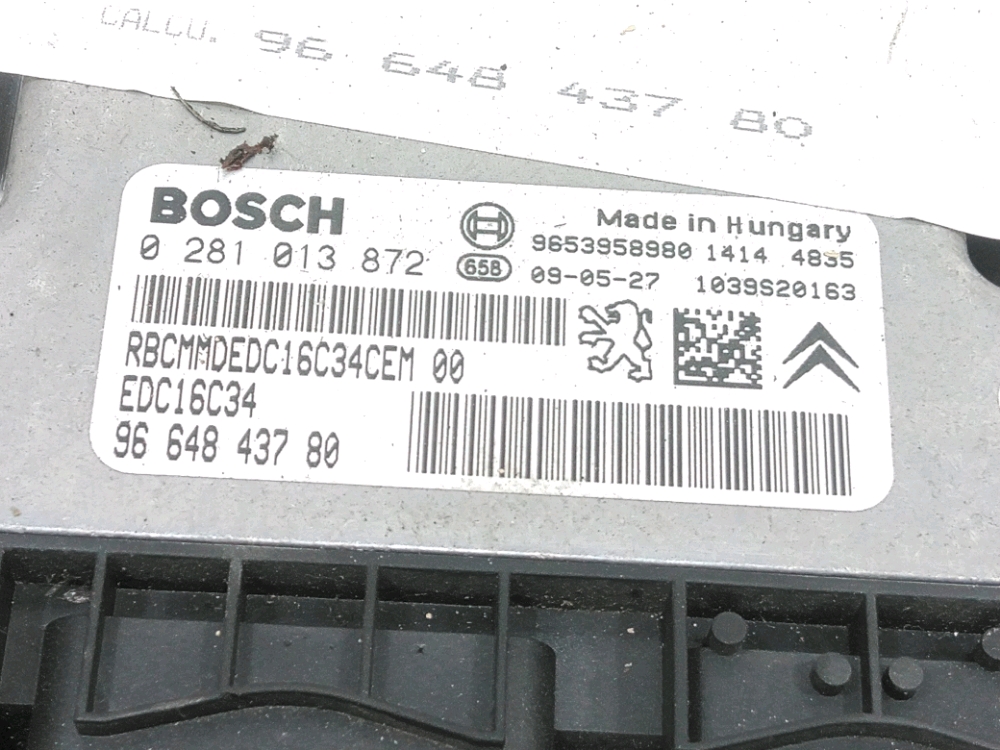 CALCU. 96 648 437 80
BOSCH
0 281 013 872
658
Made in Hungary
9653958980 1414 4835
09-05-27 1039S20163
RBCMMDEDC16C34CEM 00
EDC16C34
96 648 437 80